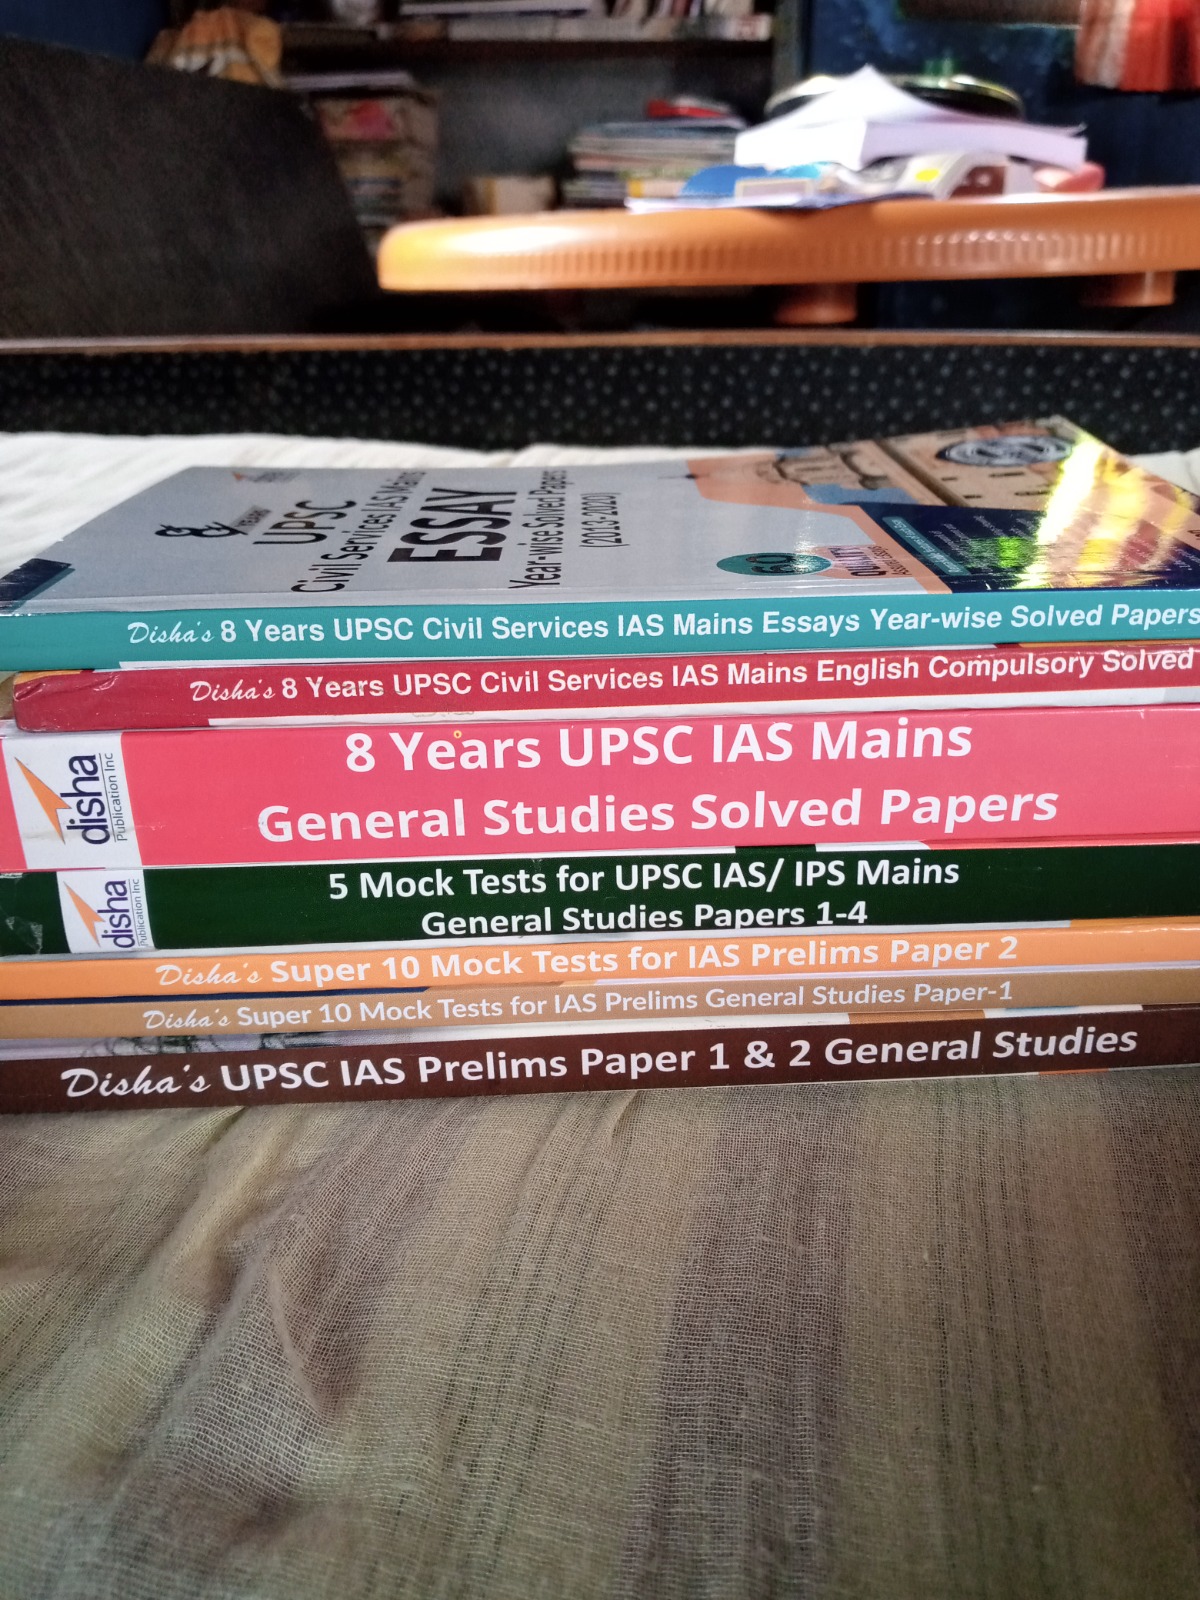 8
YEARS
UPSC
Civil Services IAS Mains
ESSAY
Year-wise Solved Papers
(2013-2020)
60
QUALITY
Disha's 8 Years UPSC Civil Services IAS Mains Essays Year-wise Solved Papers
Disha's 8 Years UPSC Civil Services IAS Mains English Compulsory Solved
disha
Publication Inc
8 Years UPSC IAS Mains
General Studies Solved Papers
disha
Publication Inc
5 Mock Tests for UPSC IAS/ IPS Mains
General Studies Papers 1-4
Disha's Super 10 Mock Tests for IAS Prelims Paper 2
Disha's Super 10 Mock Tests for IAS Prelims General Studies Paper-1
Disha's UPSC IAS Prelims Paper 1 & 2 General Studies